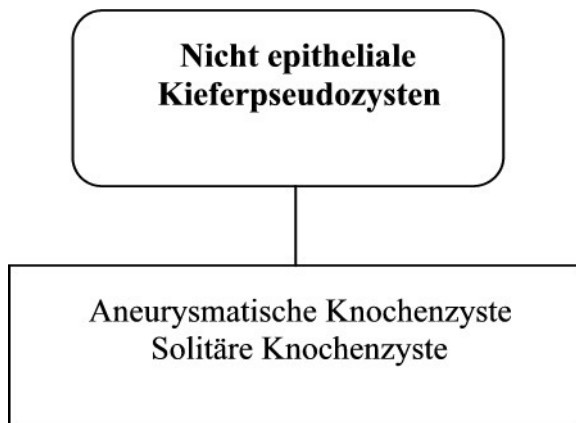 Nicht epitheliale
Kieferpseudozysten
Aneurysmatische Knochenzyste
Solitäre Knochenzyste